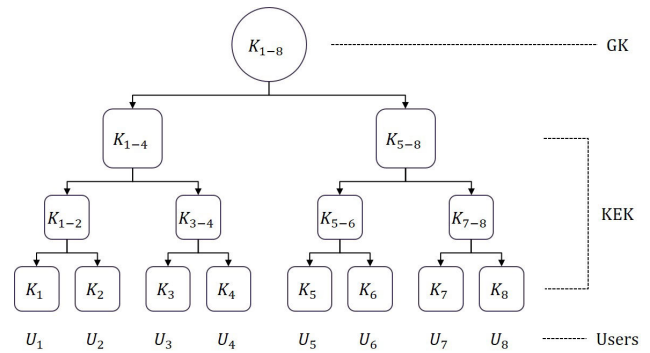 K₁₋₈ GK
K₁₋₄ K₅₋₈
K₁₋₂ K₃₋₄ K₅₋₆ K₇₋₈ KEK
K₁ K₂ K₃ K₄ K₅ K₆ K₇ K₈
U₁ U₂ U₃ U₄ U₅ U₆ U₇ U₈ Users